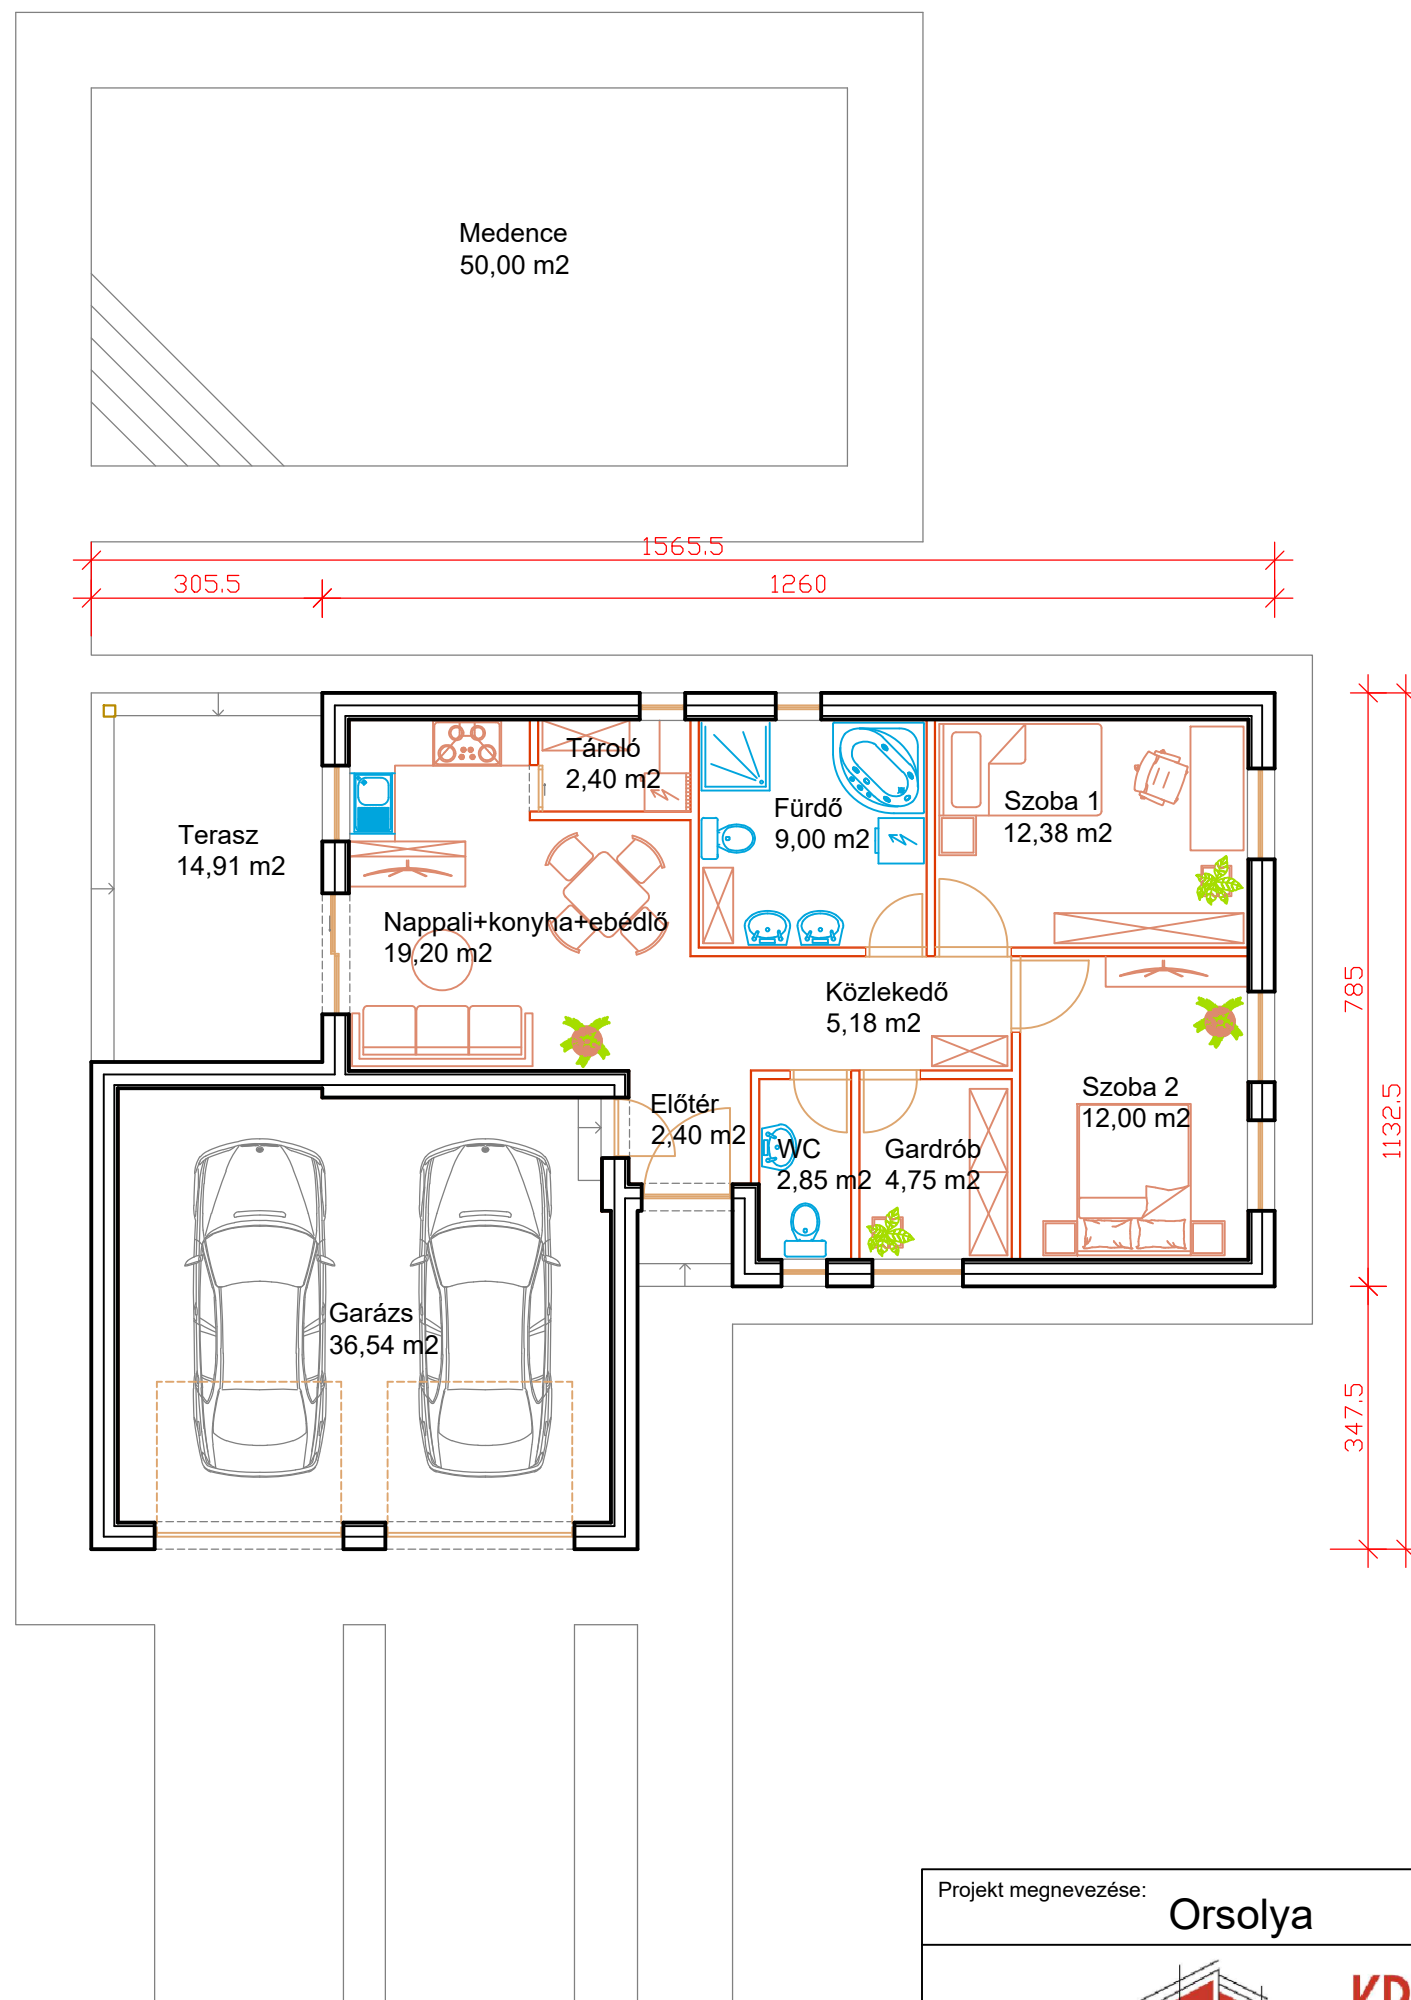 Medence
50,00 m2
1565.5
305.5
1260
Tároló
2,40 m2
Fürdő
9,00 m2
Szoba 1
12,38 m2
Terasz
14,91 m2
Nappali+konyha+ebédlő
19,20 m2
Közlekedő
5,18 m2
785
1132.5
Szoba 2
12,00 m2
Előtér
2,40 m2
WC
2,85 m2
Gardrób
4,75 m2
Garázs
36,54 m2
347.5
Projekt megnevezése:
Orsolya